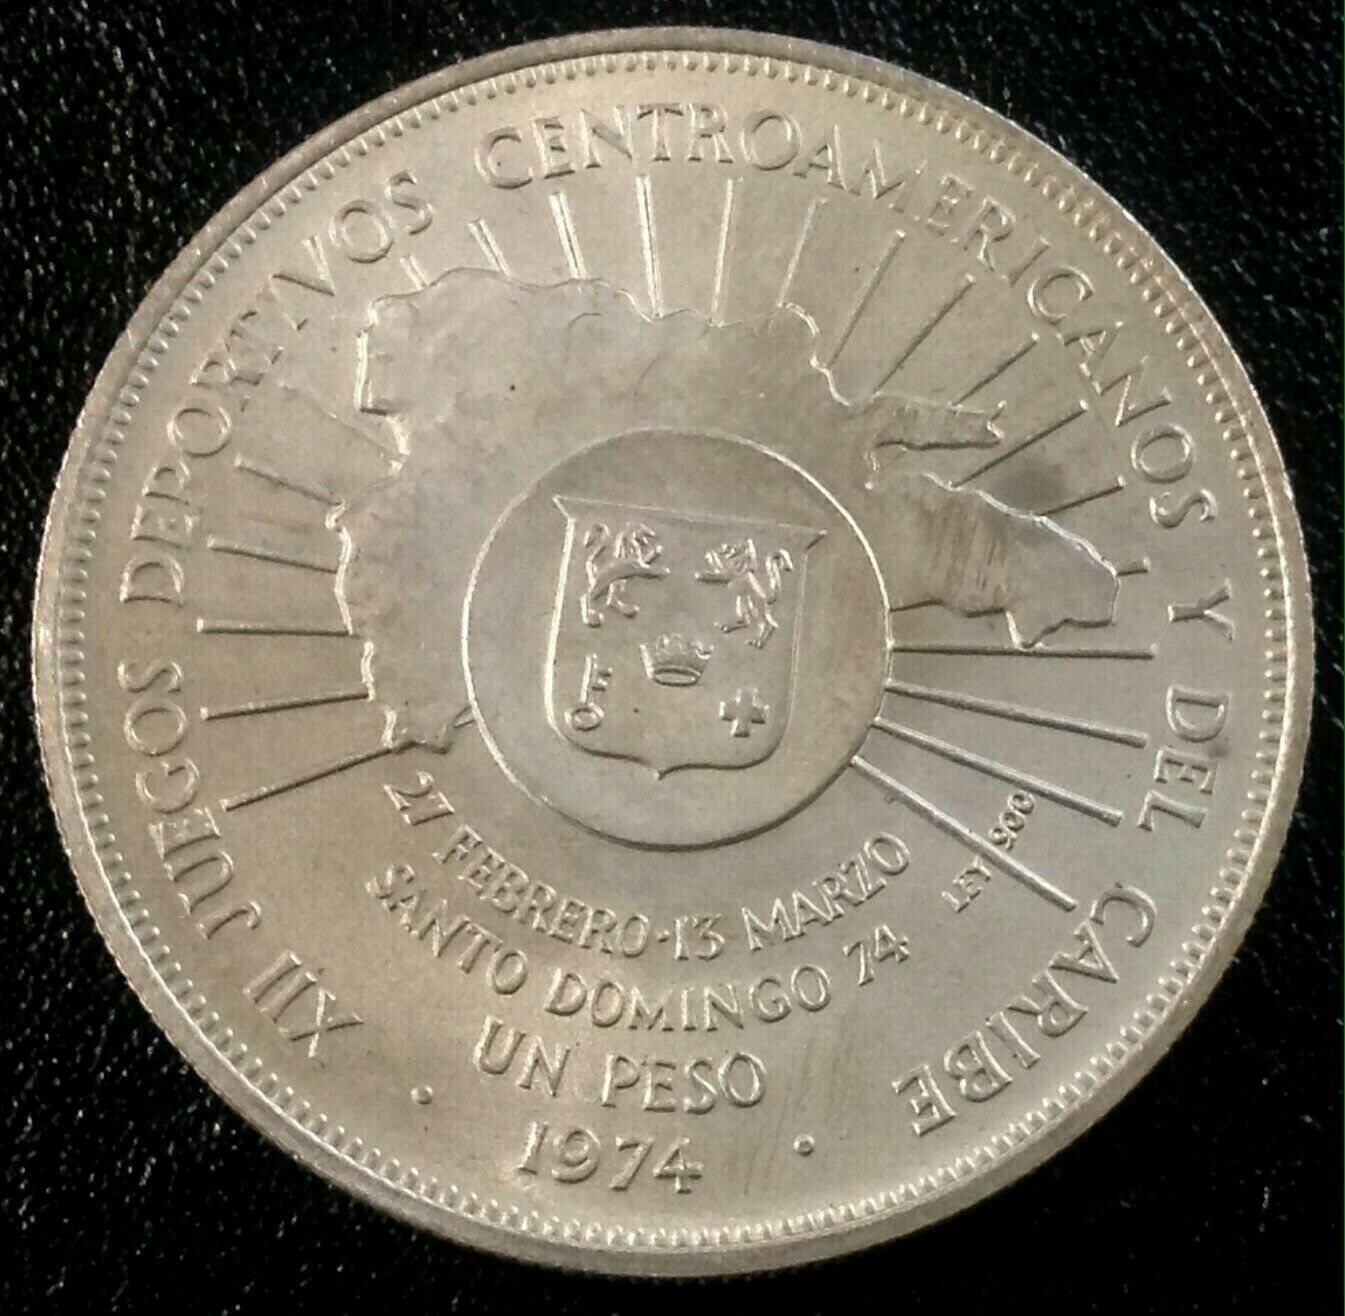 XII JUEGOS DEPORTIVOS CENTROAMERICANOS Y DEL CARIBE
27 FEBRERO · 13 MARZO
SANTO DOMINGO 74
LEY 900
UN PESO
1974